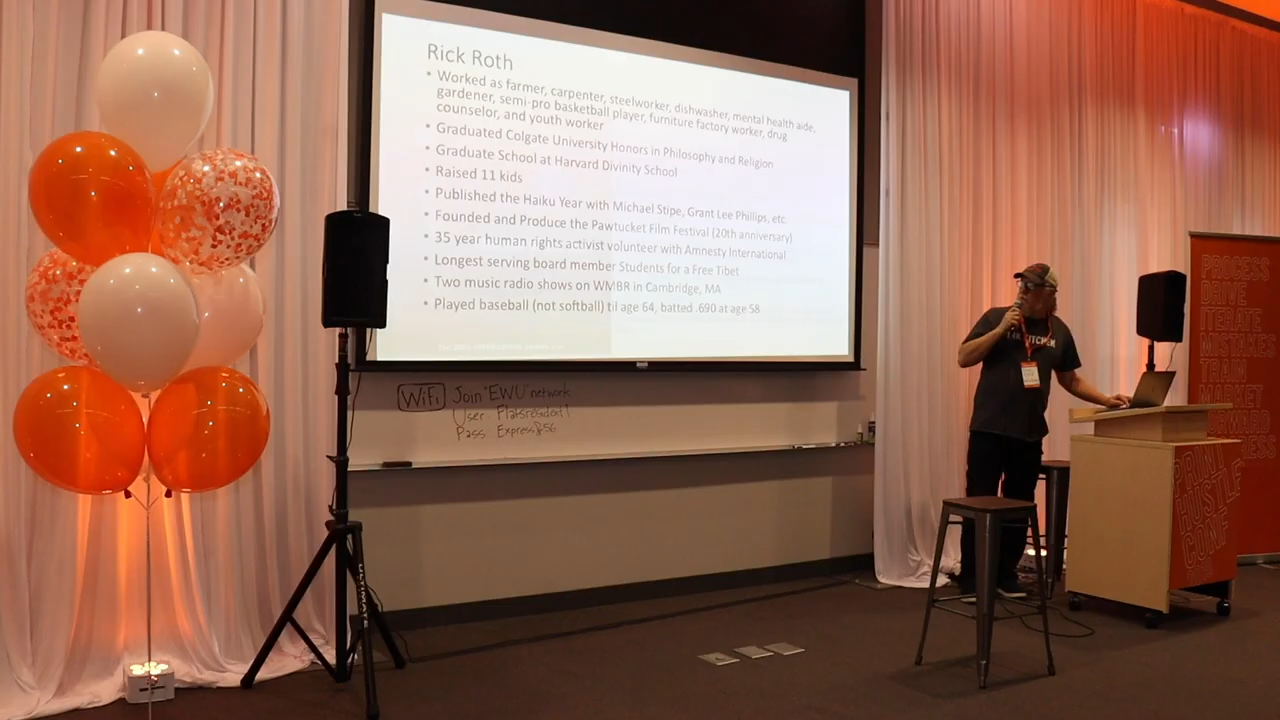 Rick Roth
• Worked as farmer, carpenter, steelworker, dishwasher, mental health aide,
gardener, semi-pro basketball player, furniture factory worker, drug
counselor, and youth worker
• Graduated Colgate University Honors in Philosophy and Religion
• Graduate School at Harvard Divinity School
• Raised 11 kids
• Published the Haiku Year with Michael Stipe, Grant Lee Phillips, etc.
• Founded and Produce the Pawtucket Film Festival (20th anniversary)
• 35 year human rights activist volunteer with Amnesty International
• Longest serving board member Students for a Free Tibet
• Two music radio shows on WMBR in Cambridge, MA
• Played baseball (not softball) til age 64, batted .690 at age 58
WiFi Join "EWU" network
User:
Pass:
PROCESS
DRIVE
ITERATE
MISTAKES
TRAIN
MARKET
PRINT
HUSTLE
CONF